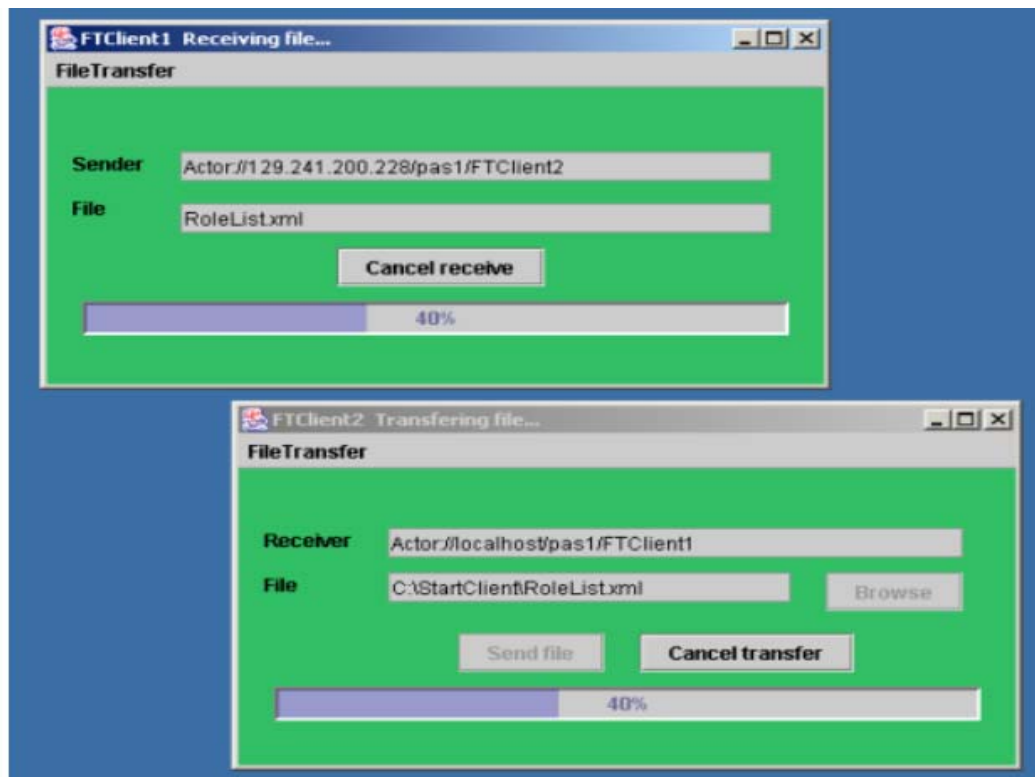 FTClient1 Receiving file...
FileTransfer
Sender Actor://129.241.200.228/pas1/FTClient2
File RoleList.xml
Cancel receive
40%
FTClient2 Transfering file...
FileTransfer
Receiver Actor://localhost/pas1/FTClient1
File C:\StartClient\RoleList.xml Browse
Send file Cancel transfer
40%